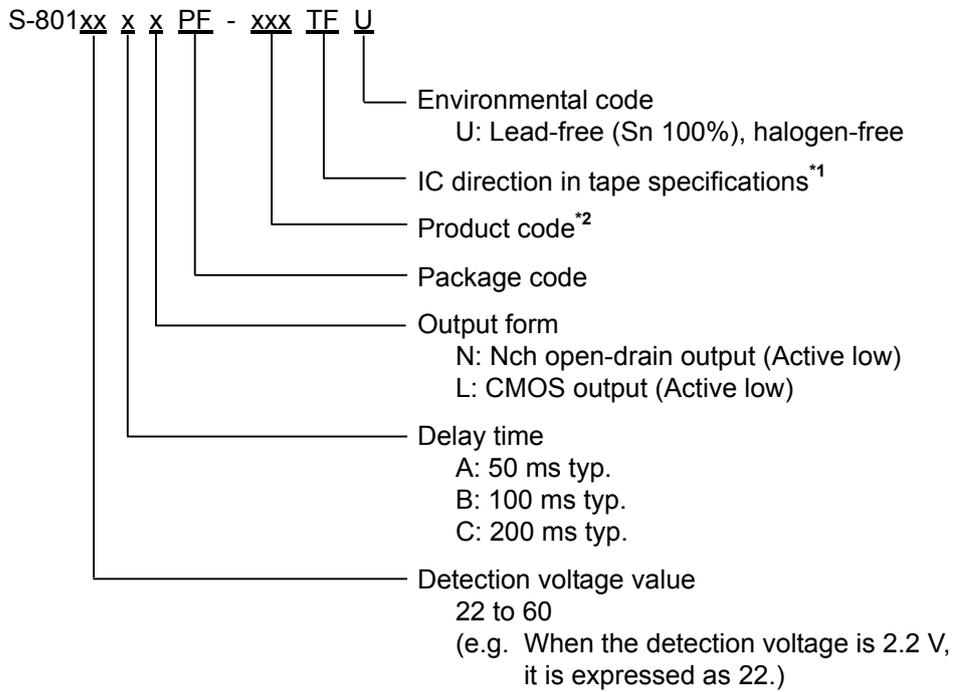 S-801xx x x PF - xxx TF U
Environmental code
U: Lead-free (Sn 100%), halogen-free
IC direction in tape specifications*1
Product code*2
Package code
Output form
N: Nch open-drain output (Active low)
L: CMOS output (Active low)
Delay time
A: 50 ms typ.
B: 100 ms typ.
C: 200 ms typ.
Detection voltage value
22 to 60
(e.g. When the detection voltage is 2.2 V,
it is expressed as 22.)